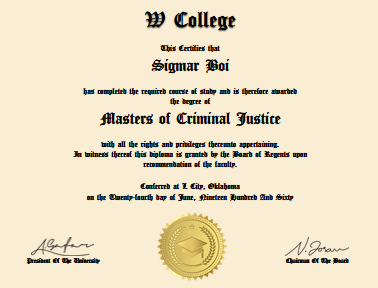 W College
This Certifies that
Sigmar Boi
has completed the required course of study and is therefore awarded
the degree of
Masters of Criminal Justice
with all the rights and privileges thereunto appertaining.
In witness thereof this diploma is granted by the Board of Regents upon
recommendation of the faculty.
Conferred at L City, Oklahoma
on the Twenty-fourth day of June, Nineteen Hundred And Sixty
President Of The University
Chairman Of The Board